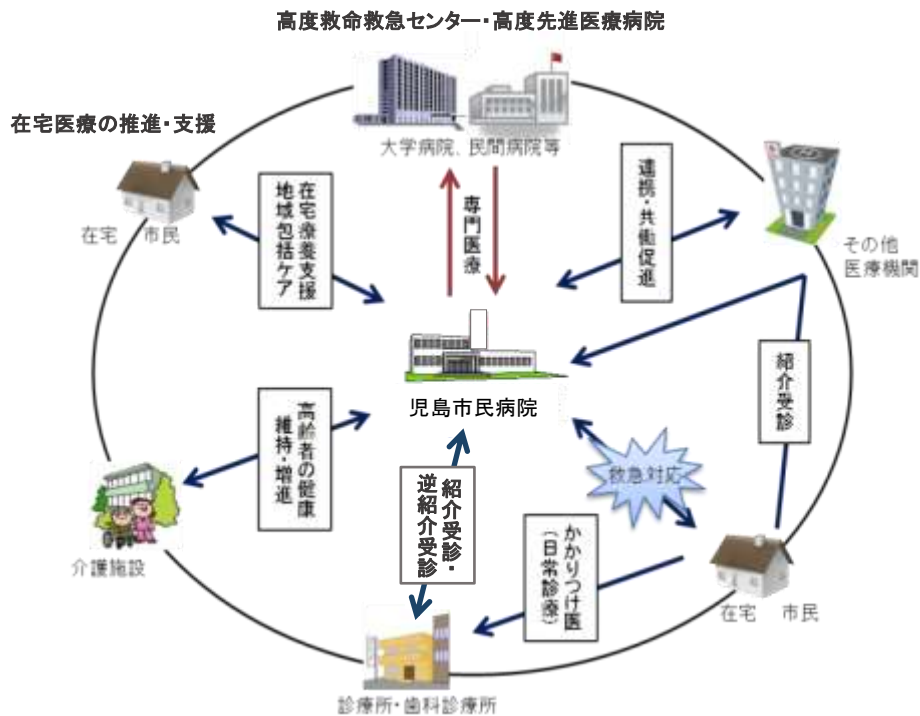 高度救命救急センター・高度先進医療病院
大学病院、民間病院等
在宅医療の推進・支援
在宅 市民
在宅療養支援
地域包括ケア
専門医療
連携・共働促進
その他
医療機関
児島市民病院
紹介受診
高齢者の健康
維持・増進
紹介受診・
逆紹介受診
救急対応
介護施設
かかりつけ医
（日常診療）
在宅 市民
診療所・歯科診療所